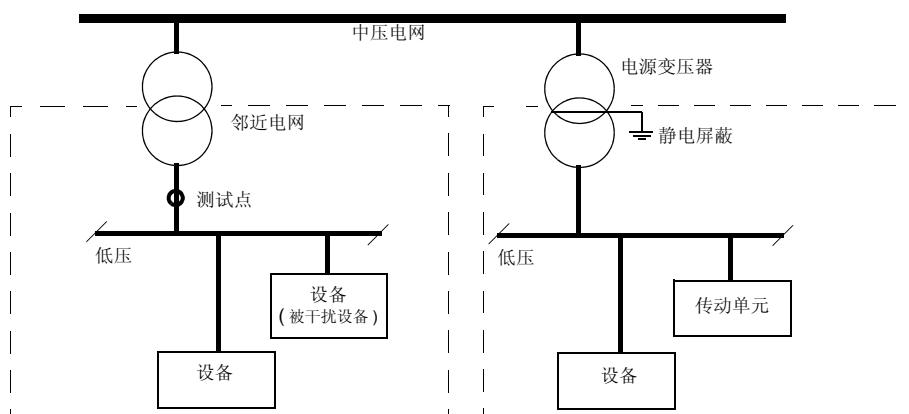 中压电网
电源变压器
邻近电网
静电屏蔽
测试点
低压
低压
设备
(被干扰设备)
传动单元
设备
设备